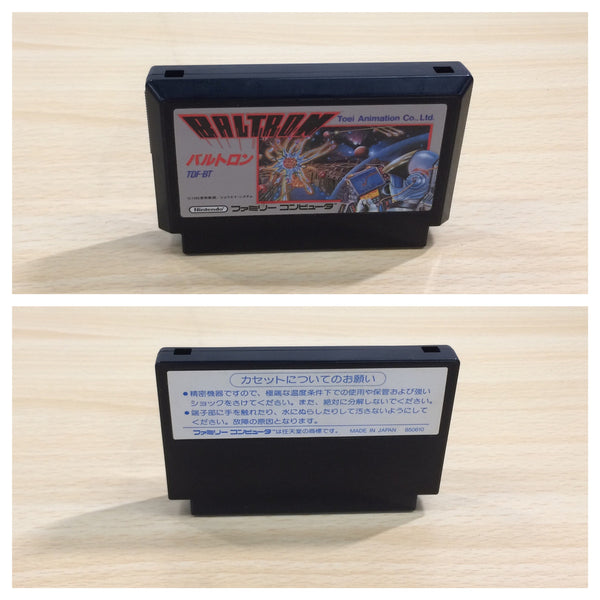 BALTRON
Toei Animation Co., Ltd.
バルトロン
TDF-BT
Nintendo ファミリーコンピュータ
カセットについてのお願い
●精密機器ですので、極端な温度条件下での使用や保管および強い
ショックをさけてください。また、絶対に分解しないでください。
●端子部に手を触れたり、水にぬらしたりして汚さないようにして
ください。故障の原因となります。
ファミリーコンピュータは任天堂の商標です。 MADE IN JAPAN 850610